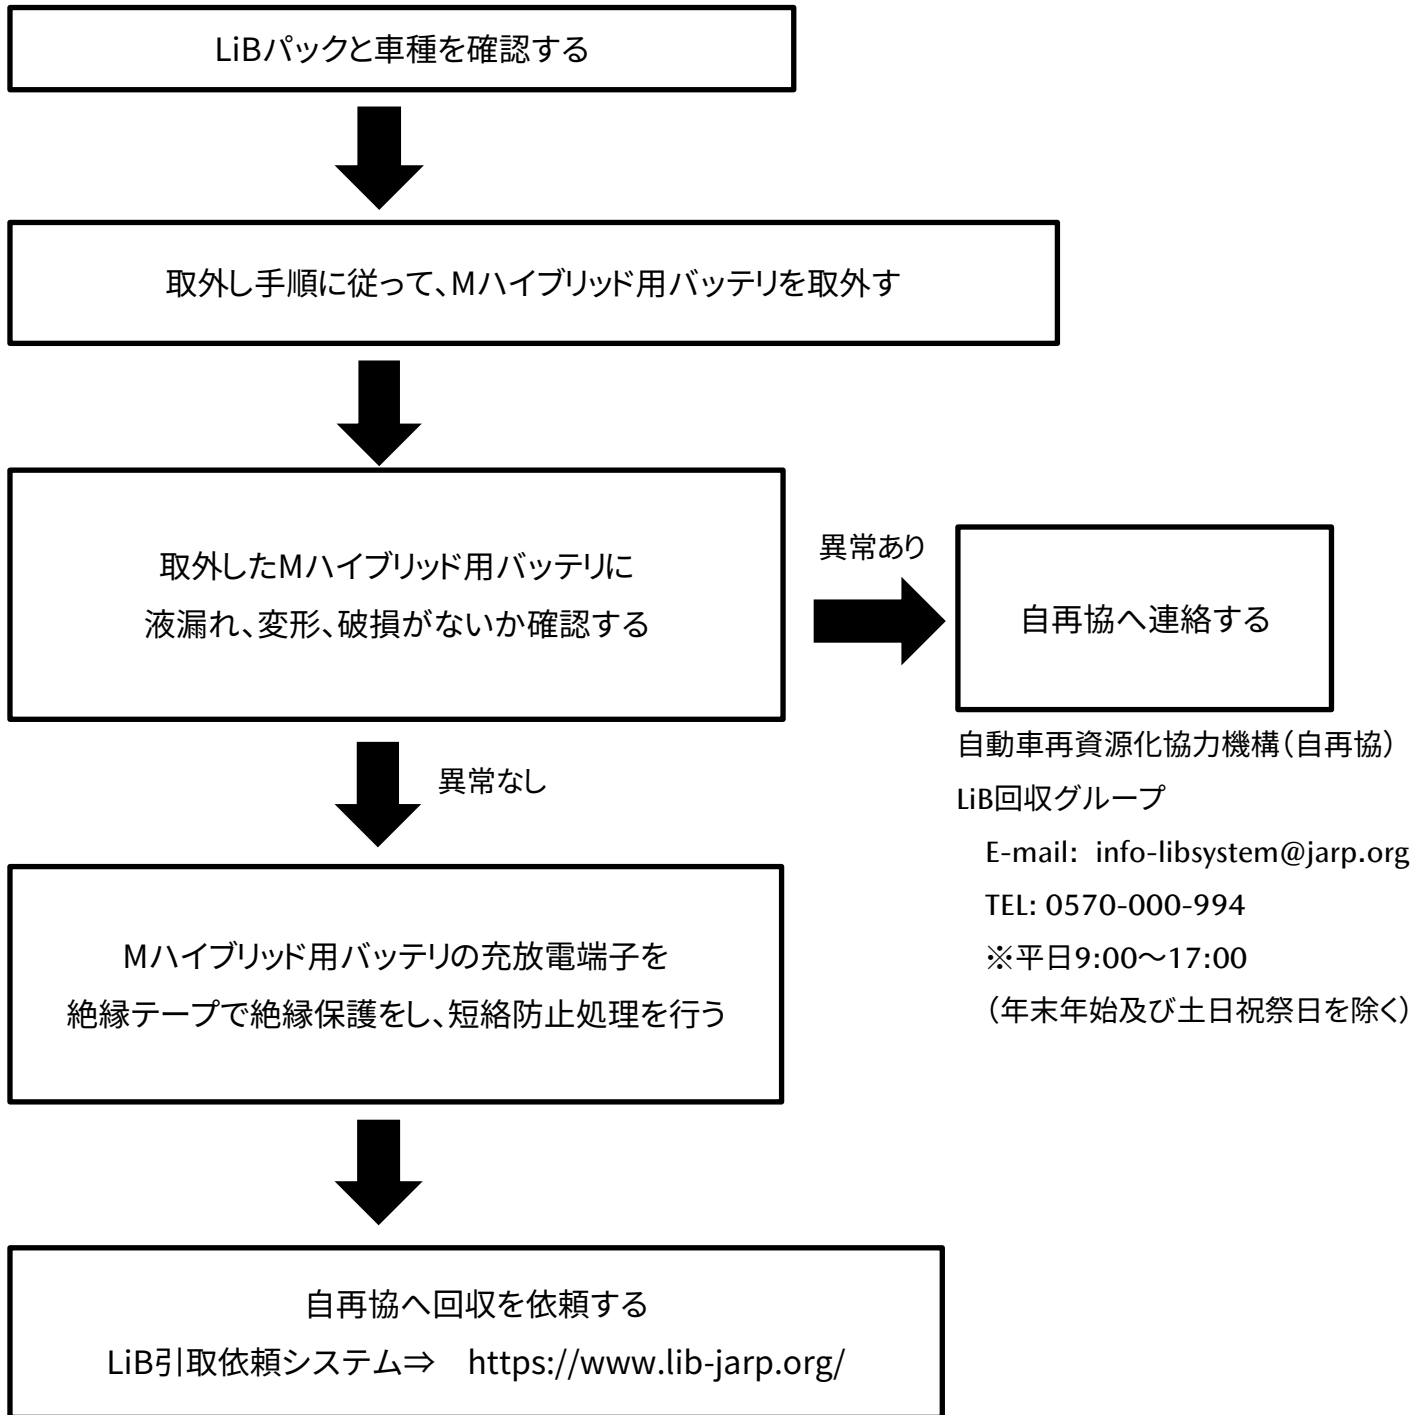 LiBパックと車種を確認する
取外し手順に従って、Mハイブリッド用バッテリを取外す
取外したMハイブリッド用バッテリに
液漏れ、変形、破損がないか確認する
異常あり
自再協へ連絡する
自動車再資源化協力機構（自再協）
LiB回収グループ
E-mail: info-libsystem@jarp.org
TEL: 0570-000-994
※平日9:00～17:00
（年末年始及び土日祝祭日を除く）
異常なし
Mハイブリッド用バッテリの充放電端子を
絶縁テープで絶縁保護をし、短絡防止処理を行う
自再協へ回収を依頼する
LiB引取依頼システム⇒　https://www.lib-jarp.org/